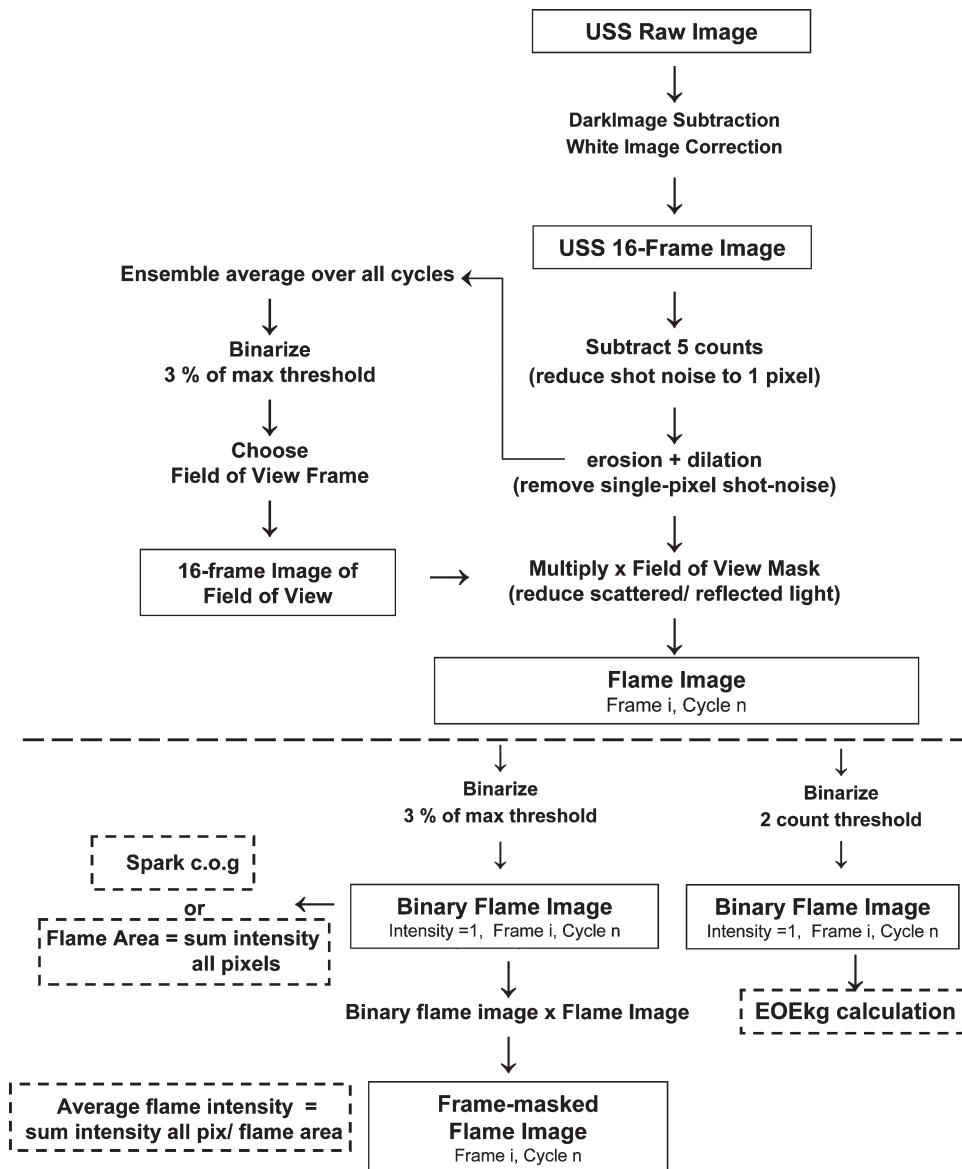 USS Raw Image
DarkImage Subtraction
White Image Correction
USS 16-Frame Image
Ensemble average over all cycles
Subtract 5 counts
(reduce shot noise to 1 pixel)
Binarize
3 % of max threshold
Choose
Field of View Frame
erosion + dilation
(remove single-pixel shot-noise)
16-frame Image of
Field of View
Multiply x Field of View Mask
(reduce scattered/ reflected light)
Flame Image
Frame i, Cycle n
Binarize
3 % of max threshold
Binarize
2 count threshold
Spark c.o.g
or
Flame Area = sum intensity
all pixels
Binary Flame Image
Intensity =1, Frame i, Cycle n
Binary Flame Image
Intensity =1, Frame i, Cycle n
Binary flame image x Flame Image
EOEkg calculation
Average flame intensity =
sum intensity all pix/ flame area
Frame-masked
Flame Image
Frame i, Cycle n